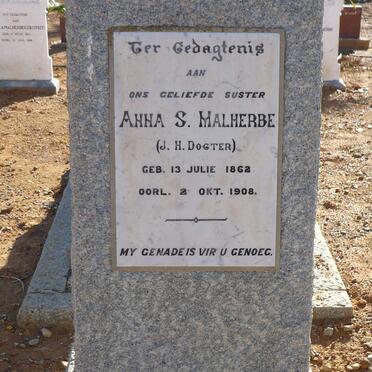 Ter Gedagtenis
AAN
ONS GELIEFDE SUSTER
ANNA S. MALHERBE
(J. H. DOGTER)
GEB. 13 JULIE 1862
OORL. 2 OKT. 1908.
MY GENADE IS VIR U GENOEG.